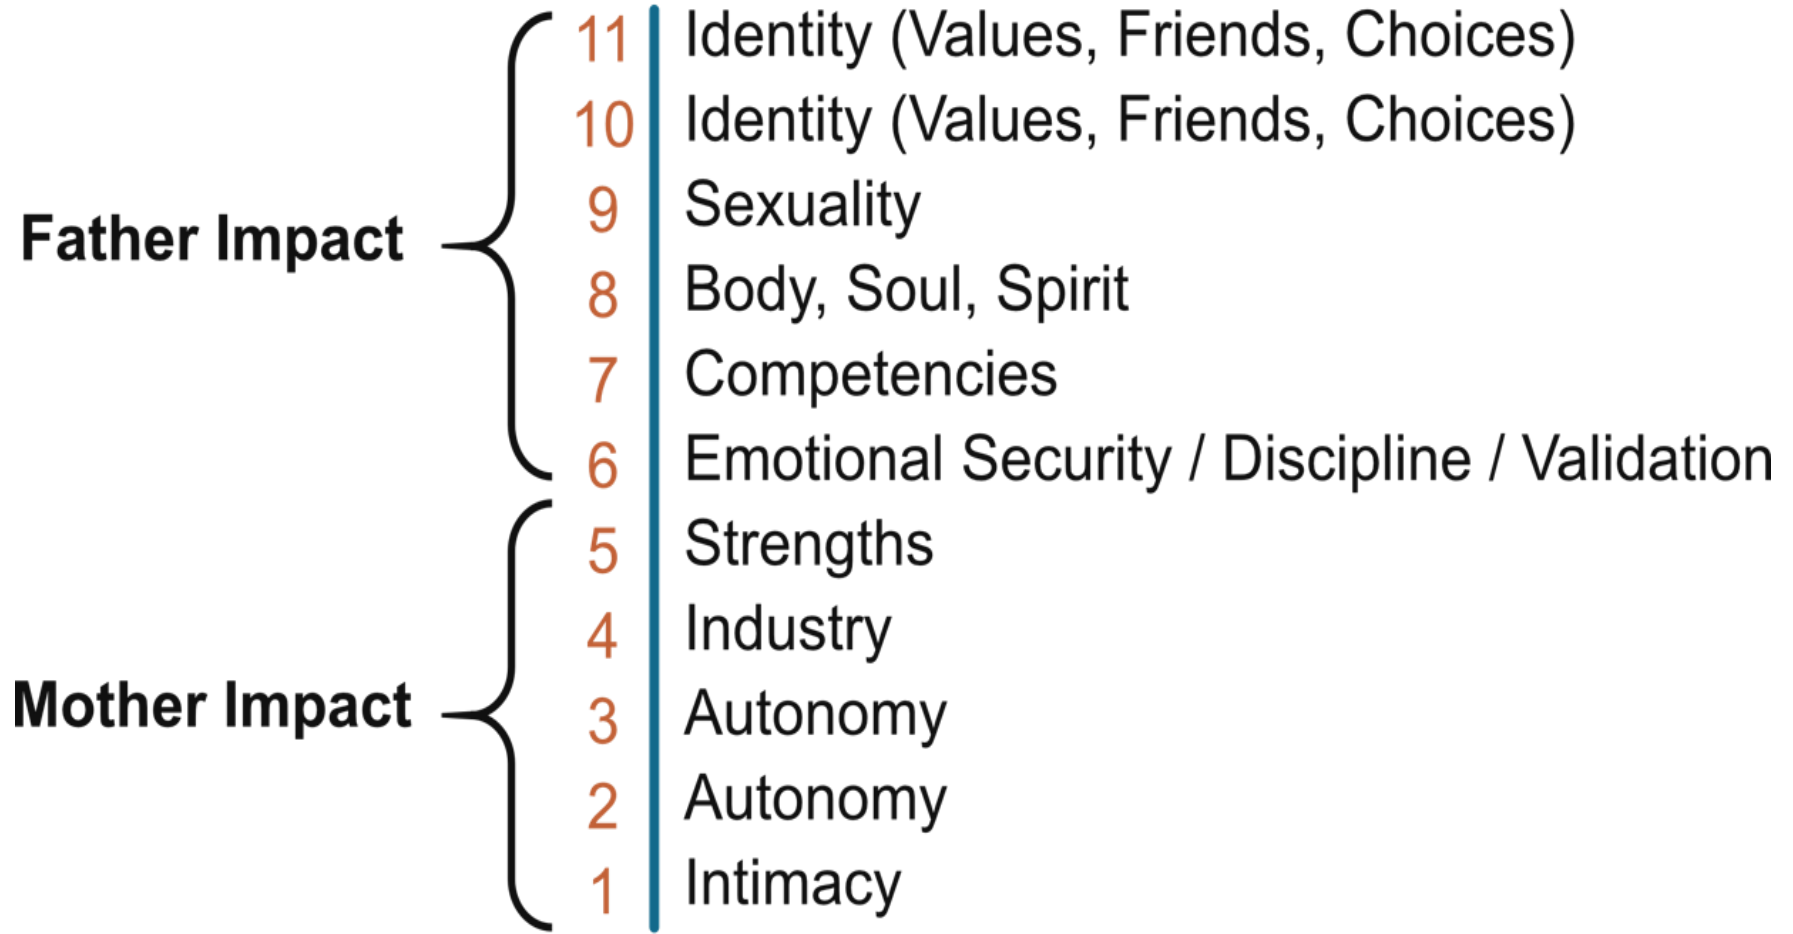 11 Identity (Values, Friends, Choices)
10 Identity (Values, Friends, Choices)
9 Sexuality
Father Impact
8 Body, Soul, Spirit
7 Competencies
6 Emotional Security / Discipline / Validation
5 Strengths
4 Industry
Mother Impact
3 Autonomy
2 Autonomy
1 Intimacy